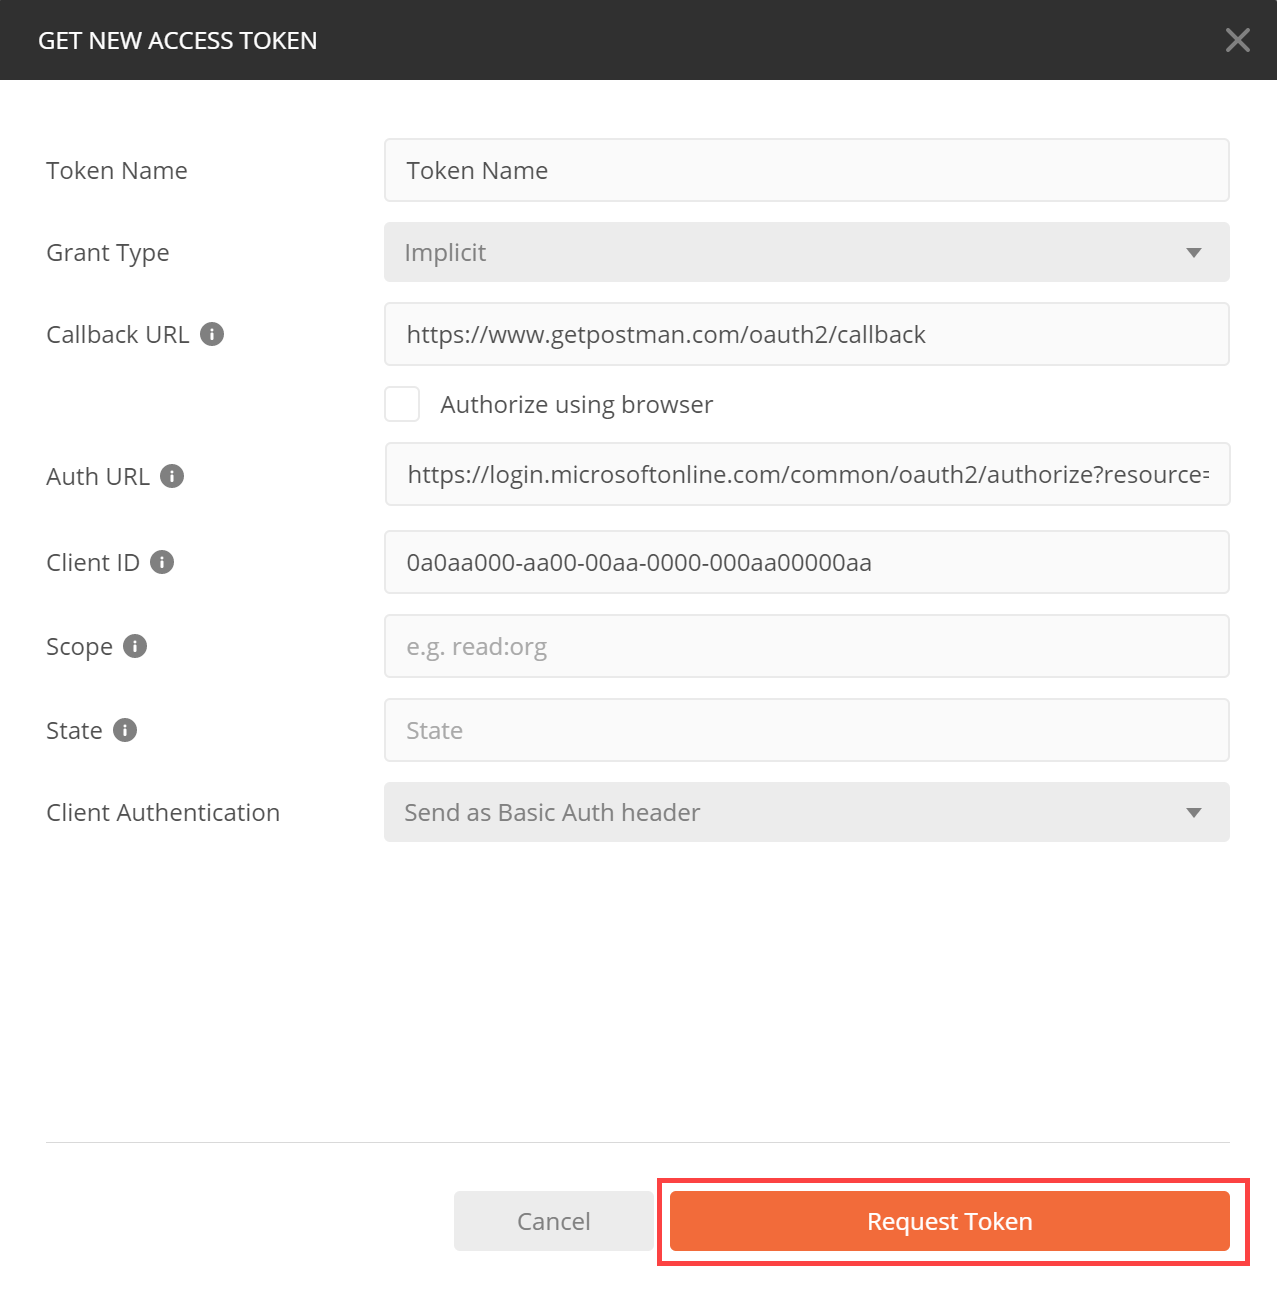 GET NEW ACCESS TOKEN
Token Name
Token Name
Grant Type
Implicit
Callback URL
https://www.getpostman.com/oauth2/callback
Authorize using browser
Auth URL
https://login.microsoftonline.com/common/oauth2/authorize?resource=
Client ID
0a0aa000-aa00-00aa-0000-000aa00000aa
Scope
e.g. read:org
State
State
Client Authentication
Send as Basic Auth header
Cancel
Request Token